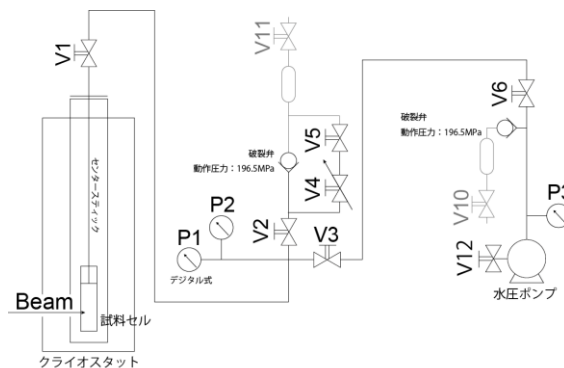 V11
V1
V6
破裂弁
動作圧力：196.5MPa
V5
破裂弁
動作圧力：196.5MPa
センタースティック
V4
P2
V10
P3
V2
V3
P1
デジタル式
V12
Beam
試料セル
水圧ポンプ
クライオスタット